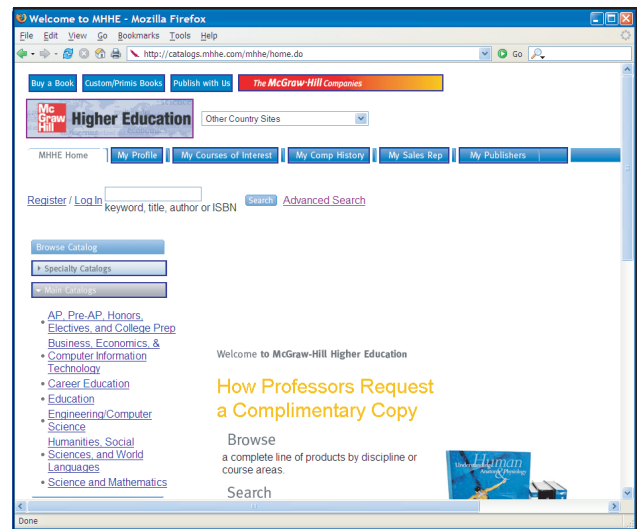 Welcome to MHHE - Mozilla Firefox
File Edit View Go Bookmarks Tools Help
http://catalogs.mhhe.com/mhhe/home.do Go
Buy a Book Custom/Primis Books Publish with Us The McGraw-Hill Companies
Mc
Graw
Hill
Higher Education
Other Country Sites
MHHE Home My Profile My Courses of Interest My Comp History My Sales Rep My Publishers
Register / Log In Search Advanced Search
keyword, title, author or ISBN
Browse Catalog
Specialty Catalogs
Main Catalogs
AP, Pre-AP, Honors,
Electives, and College Prep
Business, Economics, &
Computer Information
Technology
Career Education
Education
Engineering/Computer
Science
Humanities, Social
Sciences, and World
Languages
Science and Mathematics
Welcome to McGraw-Hill Higher Education
How Professors Request
a Complimentary Copy
Browse
a complete line of products by discipline or
course areas.
Search
Understanding
Human
Anatomy & Physiology
Done